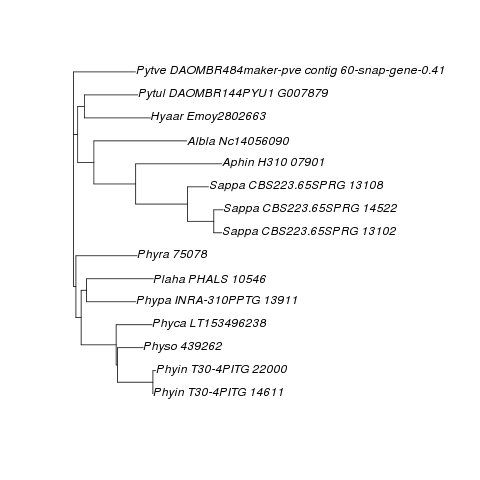 Pytve DAOMBR484maker-pve contig 60-snap-gene-0.41
Pytul DAOMBR144PYU1 G007879
Hyaar Emoy2802663
Albla Nc14056090
Aphin H310 07901
Sappa CBS223.65SPRG 13108
Sappa CBS223.65SPRG 14522
Sappa CBS223.65SPRG 13102
Phyra 75078
Plaha PHALS 10546
Phypa INRA-310PPTG 13911
Phyca LT153496238
Physo 439262
Phyin T30-4PITG 22000
Phyin T30-4PITG 14611